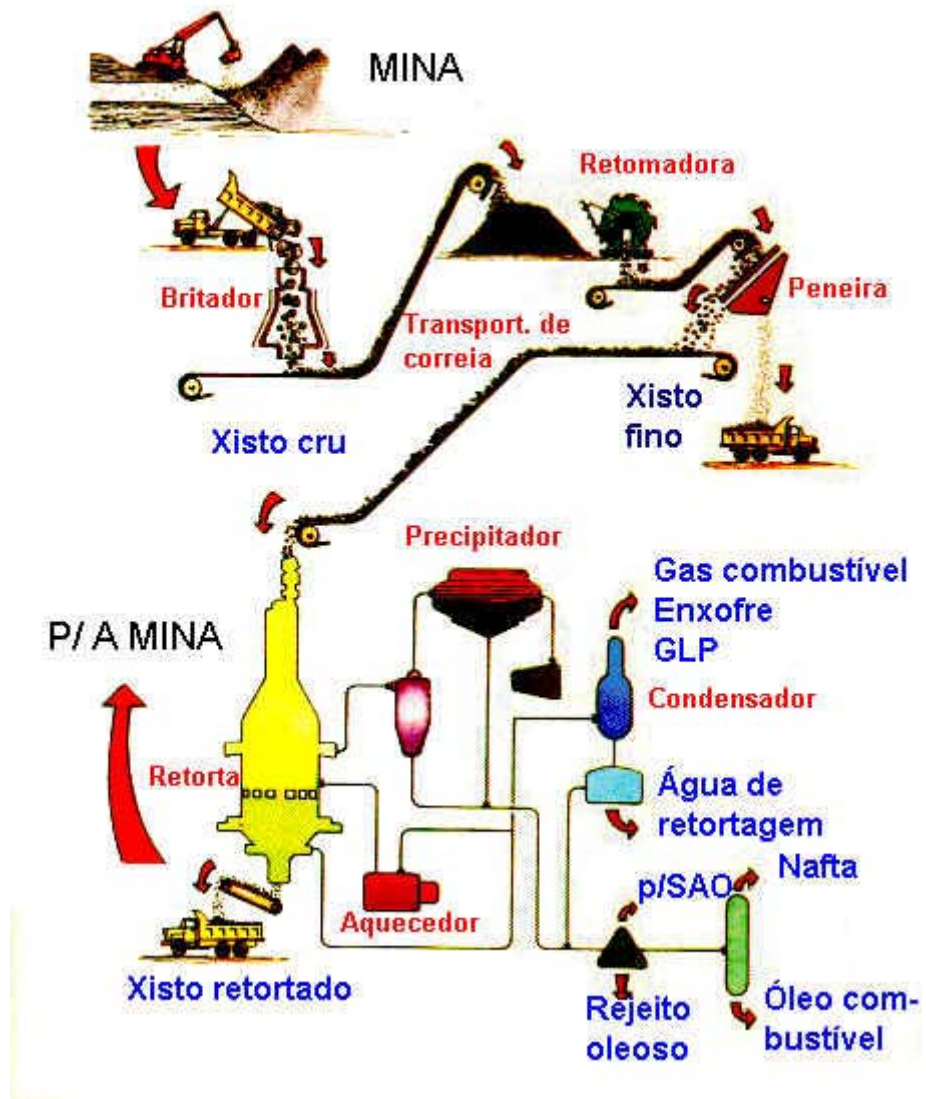 MINA
Retomadora
Britador
Peneira
Transport. de
correia
Xisto
fino
Xisto cru
Precipitador
Gas combustível
Enxofre
GLP
P/ A MINA
Condensador
Retorta
Água de
retortagem
Nafta
p/SAO
Aquecedor
Xisto retortado
Rejeito
oleoso
Óleo com-
bustível